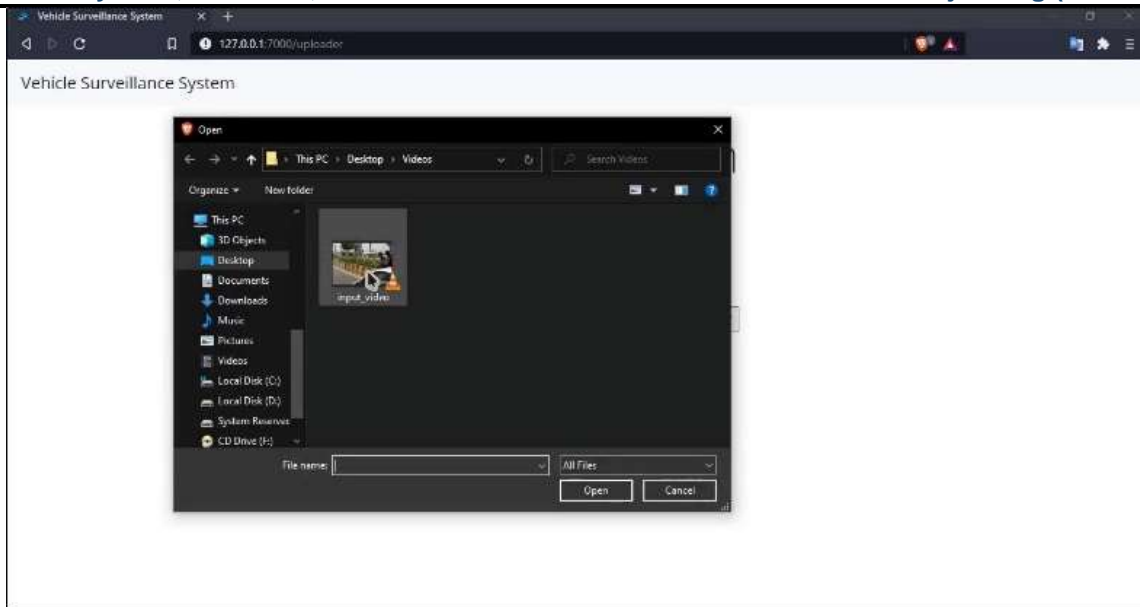 Vehicle Surveillance System
127.0.0.1:7000/uploader
Vehicle Surveillance System
Open
This PC › Desktop › Videos
Search Videos
Organize
New folder
This PC
3D Objects
Desktop
Documents
Downloads
Music
Pictures
Videos
Local Disk (C:)
Local Disk (D:)
System Reserved
CD Drive (F:)
input_video
File name:
All Files
Open
Cancel